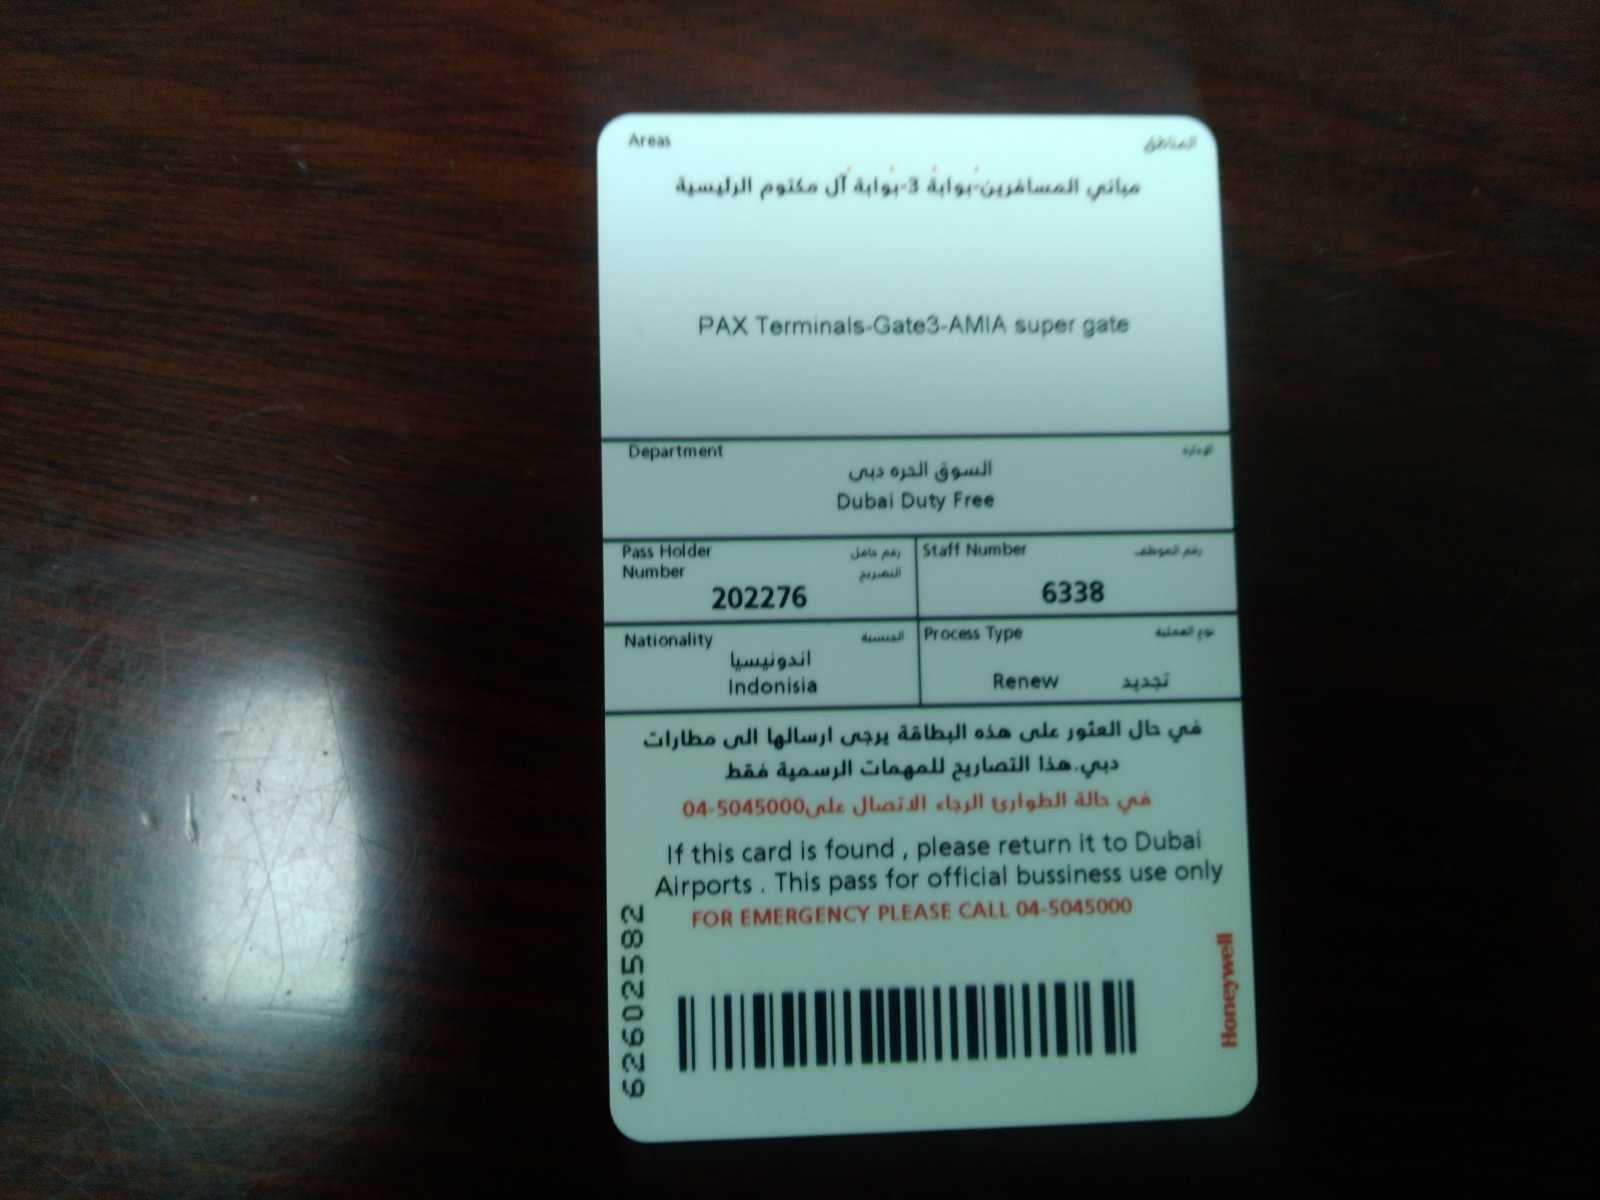 Areas المناطق
مباني المسافرين-بوابة 3-بوابة آل مكتوم الرئيسية
PAX Terminals-Gate3-AMIA super gate
Department الإدارة
السوق الحره دبى
Dubai Duty Free
Pass Holder رقم حامل
Number التصريح
202276
Staff Number رقم الموظف
6338
Nationality الجنسية
اندونيسيا
Indonisia
Process Type نوع العملية
Renew تجديد
في حال العثور على هذه البطاقة يرجى ارسالها الى مطارات
دبي.هذا التصاريح للمهمات الرسمية فقط
في حالة الطوارئ الرجاء الاتصال على04-5045000
If this card is found , please return it to Dubai
Airports . This pass for official bussiness use only
FOR EMERGENCY PLEASE CALL 04-5045000
62602582
Honeywell